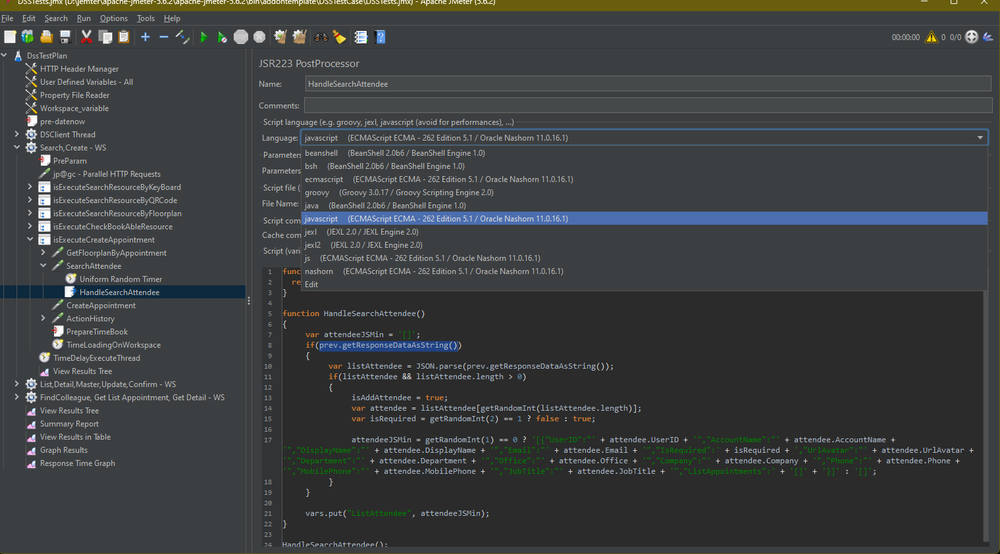 DSSTests.jmx (D:\jemter\apache-jmeter-5.6.2\apache-jmeter-5.6.2\bin\addontemplate\DSSTestCase\DSSTests.jmx) - Apache JMeter (5.6.2)
File Edit Search Run Options Tools Help
STOP
00:00:00 0 0/0
DssTestPlan
HTTP Header Manager
User Defined Variables - All
Property File Reader
Workspace_variable
pre-datenow
DSClient Thread
Search,Create - WS
PreParam
jp@gc - Parallel HTTP Requests
isExecuteSearchResourceByKeyBoard
isExecuteSearchResourceByQRCode
isExecuteSearchResourceByFloorplan
isExecuteCheckBookAbleResource
isExecuteCreateAppointment
GetFloorplanByAppointment
SearchAttendee
Uniform Random Timer
HandleSearchAttendee
CreateAppointment
ActionHistory
PrepareTimeBook
TimeLoadingOnWorkspace
TimeDelayExecuteThread
View Results Tree
List,Detail,Master,Update,Confirm - WS
FindColleague, Get List Appointment, Get Detail - WS
View Results Tree
Summary Report
View Results in Table
Graph Results
Response Time Graph
JSR223 PostProcessor
Name: HandleSearchAttendee
Comments:
Script language (e.g. groovy, jexl, javascript (avoid for performances), ...)
Language: javascript (ECMAScript ECMA - 262 Edition 5.1 / Oracle Nashorn 11.0.16.1)
Parameters
Parameters
Script file (
File Name:
Script com
Cache com
Script (vari
beanshell (BeanShell 2.0b6 / BeanShell Engine 1.0)
bsh (BeanShell 2.0b6 / BeanShell Engine 1.0)
ecmascript (ECMAScript ECMA - 262 Edition 5.1 / Oracle Nashorn 11.0.16.1)
groovy (Groovy 3.0.17 / Groovy Scripting Engine 2.0)
java (BeanShell 2.0b6 / BeanShell Engine 1.0)
javascript (ECMAScript ECMA - 262 Edition 5.1 / Oracle Nashorn 11.0.16.1)
jexl (JEXL 2.0 / JEXL Engine 2.0)
jexl2 (JEXL 2.0 / JEXL Engine 2.0)
js (ECMAScript ECMA - 262 Edition 5.1 / Oracle Nashorn 11.0.16.1)
nashorn (ECMAScript ECMA - 262 Edition 5.1 / Oracle Nashorn 11.0.16.1)
Edit
1 func
2 re
3 }
4
5 function HandleSearchAttendee()
6 {
7 var attendeeJSMin = '[]';
8 if(prev.getResponseDataAsString())
9 {
10 var listAttendee = JSON.parse(prev.getResponseDataAsString());
11 if(listAttendee && listAttendee.length > 0)
12 {
13 isAddAttendee = true;
14 var attendee = listAttendee[getRandomInt(listAttendee.length)];
15 var isRequired = getRandomInt(2) == 1 ? false : true;
16
17 attendeeJSMin = getRandomInt(1) == 0 ? '[{"UserID":"' + attendee.UserID + '","AccountName":"' + attendee.AccountName +
'","DisplayName":"' + attendee.DisplayName + '","Email":"' + attendee.Email + '","IsRequired":' + isRequired + ',"UrlAvatar":"' + attendee.UrlAvatar +
'","Department":"' + attendee.Department + '","Office":"' + attendee.Office + '","Company":"' + attendee.Company + '","Phone":"' + attendee.Phone +
'","MobilePhone":"' + attendee.MobilePhone + '","JobTitle":"' + attendee.JobTitle + '","ListAppointments":' + '[]' + '}]' : '[]';
18 }
19 }
20
21 vars.put("ListAttendee", attendeeJSMin);
22 }
23
24 HandleSearchAttendee();